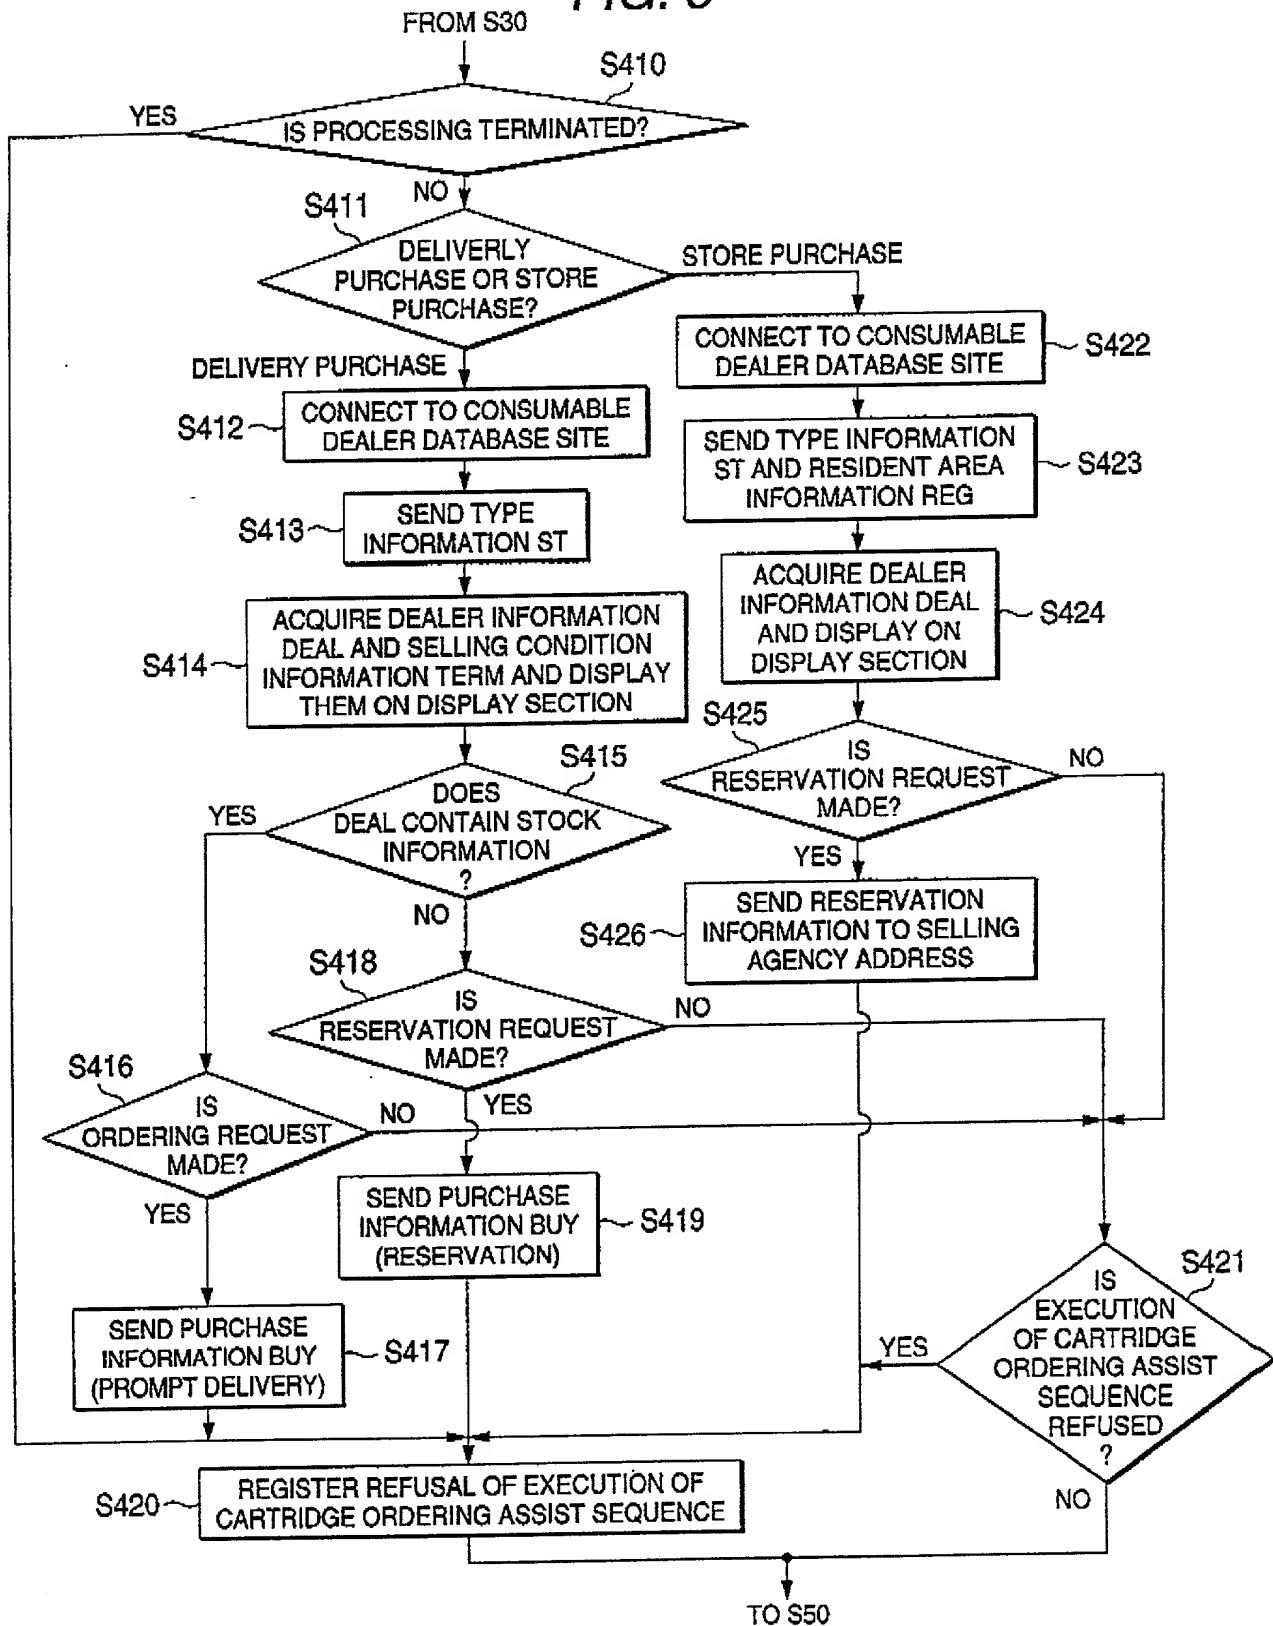 FROM S30
S410
YES
IS PROCESSING TERMINATED?
NO
S411
DELIVERLY
PURCHASE OR STORE
PURCHASE?
STORE PURCHASE
DELIVERY PURCHASE
CONNECT TO CONSUMABLE
DEALER DATABASE SITE
S422
S412
CONNECT TO CONSUMABLE
DEALER DATABASE SITE
SEND TYPE INFORMATION
ST AND RESIDENT AREA
INFORMATION REG
S423
S413
SEND TYPE
INFORMATION ST
ACQUIRE DEALER
INFORMATION DEAL
AND DISPLAY ON
DISPLAY SECTION
S424
S414
ACQUIRE DEALER INFORMATION
DEAL AND SELLING CONDITION
INFORMATION TERM AND DISPLAY
THEM ON DISPLAY SECTION
S425
IS
RESERVATION REQUEST
MADE?
NO
YES
S415
DOES
DEAL CONTAIN STOCK
INFORMATION
?
YES
NO
S426
SEND RESERVATION
INFORMATION TO SELLING
AGENCY ADDRESS
S418
IS
RESERVATION REQUEST
MADE?
NO
YES
S416
IS
ORDERING REQUEST
MADE?
NO
YES
SEND PURCHASE
INFORMATION BUY
(RESERVATION)
S419
S421
IS
EXECUTION
OF CARTRIDGE
ORDERING ASSIST
SEQUENCE
REFUSED
?
YES
NO
SEND PURCHASE
INFORMATION BUY
(PROMPT DELIVERY)
S417
S420
REGISTER REFUSAL OF EXECUTION OF
CARTRIDGE ORDERING ASSIST SEQUENCE
TO S50